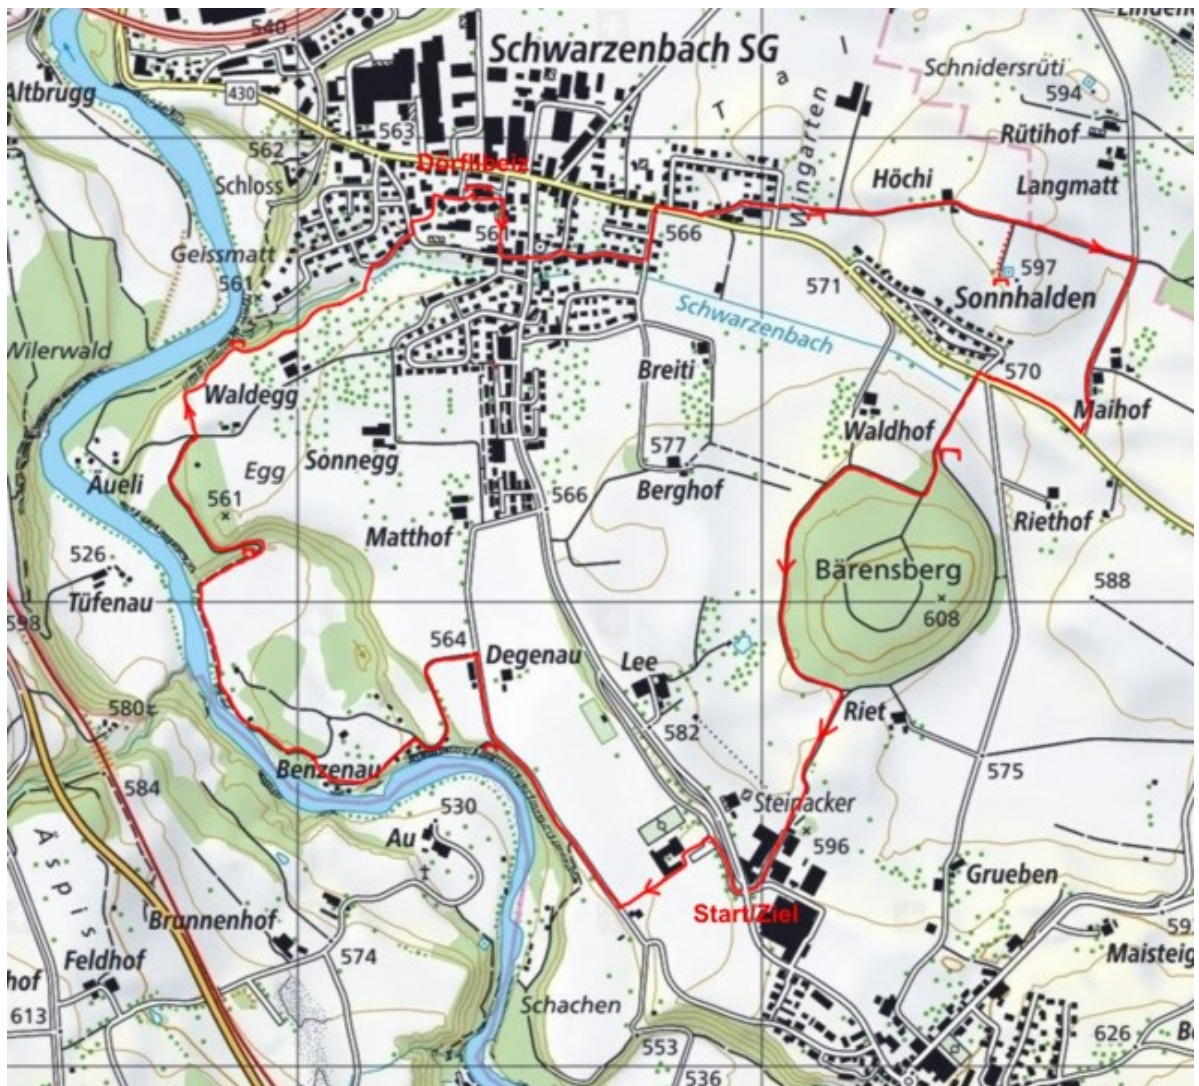 540
Schwarzenbach SG
Altbrugg
430
563
562
Schloss
Dorfbeiz
Geissmatt
561
561
566
Tal
Wingarten
Schnidersrüti
594
Rütihof
Höchi
Langmatt
571
597
Sonnhalden
Schwarzenbach
Wilerwald
Waldegg
Breiti
570
Maihof
Waldhof
Äueli
Egg
Sonnegg
577
Berghof
561
566
Matthof
Riethof
526
Tüfenau
Bärensberg
588
608
598
564
Degenau
Lee
580
582
Riet
Benzenau
575
584
530
Steinacker
Au
596
Äspis
Grueben
Start/Ziel
Brunnenhof
574
Feldhof
Maisteig
hof
Schachen
613
553
626
536